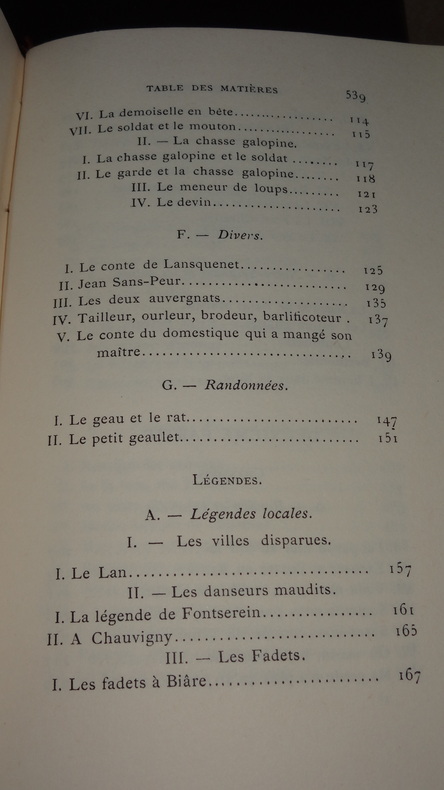 TABLE DES MATIÈRES 539
VI. La demoiselle en bête................. 114
VII. Le soldat et le mouton................ 115
II. — La chasse galopine.
I. La chasse galopine et le soldat ........ 117
II. Le garde et la chasse galopine........ 118
III. Le meneur de loups......... 121
IV. Le devin...................... 123
F. — Divers.
I. Le conte de Lansquenet................. 125
II. Jean Sans-Peur........................... 129
III. Les deux auvergnats.................... 135
IV. Tailleur, ourleur, brodeur, barlificoteur . 137
V. Le conte du domestique qui a mangé son
maître................................. 139
G. — Randonnées.
I. Le geau et le rat.......................... 147
II. Le petit geaulet........................... 151
LÉGENDES.
A. — Légendes locales.
I. — Les villes disparues.
I. Le Lan.................................... 157
II. — Les danseurs maudits.
I. La légende de Fontserein................ 161
II. A Chauvigny............................. 165
III. — Les Fadets.
I. Les fadets à Biâre........................ 167